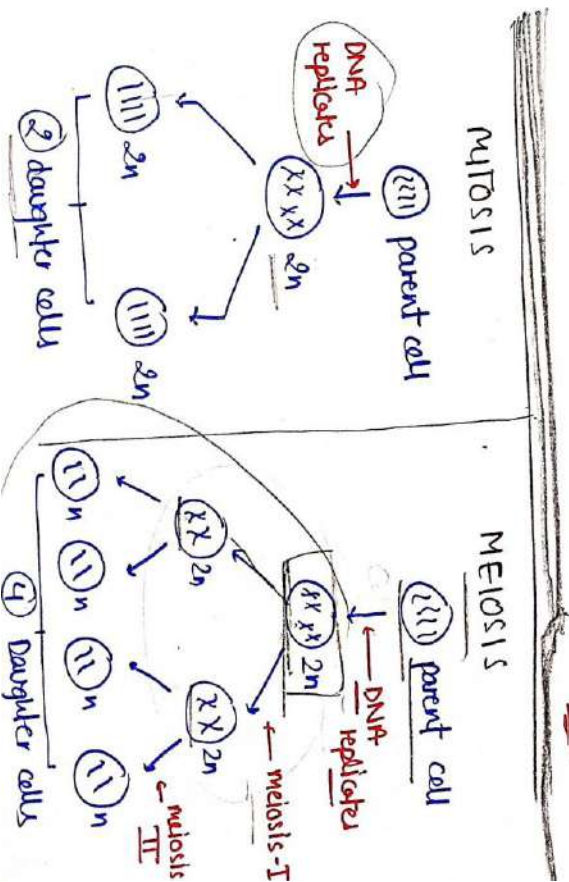 MITOSIS
parent cell
DNA
replicates
2n
2n
2n
2 daughter cells
MEIOSIS
parent cell
DNA
replicates
2n
meiosis-I
2n
2n
meiosis
II
n
n
n
n
4 Daughter cells